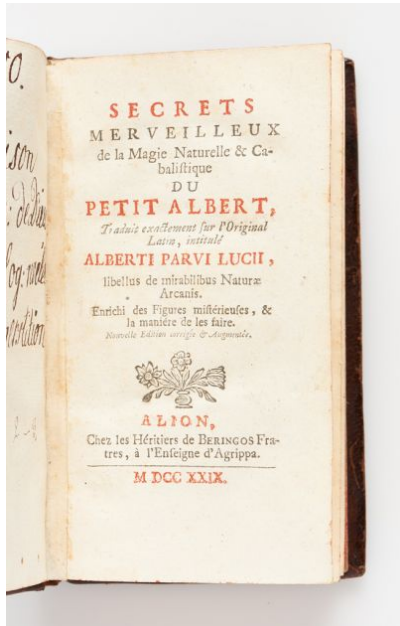 SECRETS
MERVEILLEUX
de la Magie Naturelle & Ca-
baliſtique
DU
PETIT ALBERT,
Traduit exactement ſur l'Original
Latin, intitulé
ALBERTI PARVI LUCII,
libellus de mirabilibus Naturæ
Arcanis.
Enrichi des Figures miſtérieuſes, &
la maniére de les faire.
Nouvelle Edition corrigée & Augmentée.
A LION,
Chez les Héritiers de BERINGOS Fra-
tres, à l'Enſeigne d'Agrippa.
M DCC XXIX.